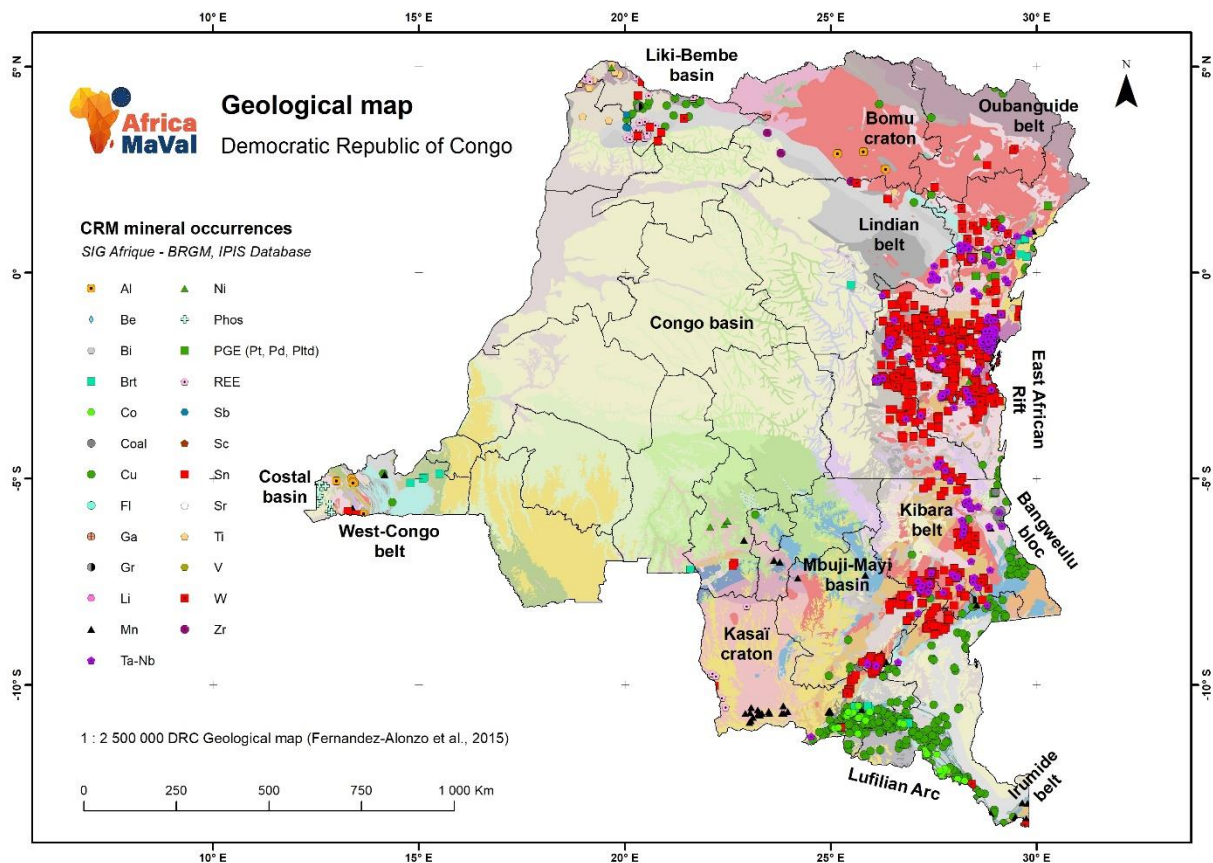 10° E 15° E 20° E 25° E 30° E
5° N
0°
5° S
10° S
Africa
MaVal
Geological map
Democratic Republic of Congo
CRM mineral occurrences
SIG Afrique - BRGM, IPIS Database
Al
Be
Bi
Brt
Co
Coal
Cu
Fl
Ga
Gr
Li
Mn
Ta-Nb
Ni
Phos
PGE (Pt, Pd, Pltd)
REE
Sb
Sc
Sn
Sr
Ti
V
W
Zr
1 : 2 500 000 DRC Geological map (Fernandez-Alonzo et al., 2015)
0 250 500 750 1 000 Km
N
Liki-Bembe
basin
Bomu
craton
Oubanguide
belt
Lindian
belt
Congo basin
East African
Rift
Costal
basin
West-Congo
belt
Kibara
belt
Bangweulu
bloc
Mbuji-Mayi
basin
Kasaï
craton
Lufilian Arc
Irumide
belt
5° N
0°
5° S
10° S
10° E 15° E 20° E 25° E 30° E